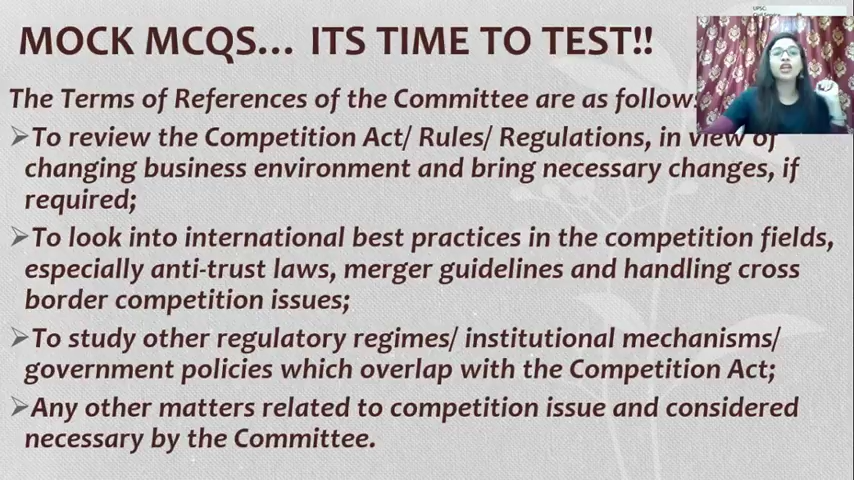 MOCK MCQS... ITS TIME TO TEST!!
UPSC
The Terms of References of the Committee are as follows
➢To review the Competition Act/ Rules/ Regulations, in view of
changing business environment and bring necessary changes, if
required;
➢To look into international best practices in the competition fields,
especially anti-trust laws, merger guidelines and handling cross
border competition issues;
➢To study other regulatory regimes/ institutional mechanisms/
government policies which overlap with the Competition Act;
➢Any other matters related to competition issue and considered
necessary by the Committee.